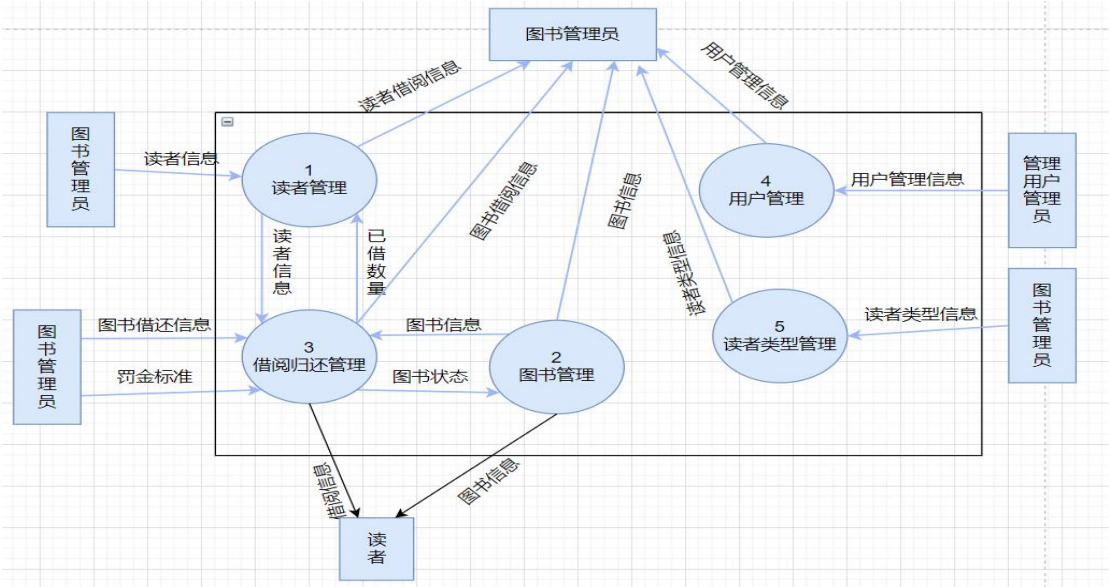 图书管理员
读者借阅信息
用户管理信息
图书管理员
读者信息
1
读者管理
图书借阅信息
图书信息
4
用户管理
用户管理信息
管理用户管理员
读者信息
已借数量
读者类型信息
图书管理员
图书借还信息
罚金标准
3
借阅归还管理
图书信息
图书状态
2
图书管理
5
读者类型管理
读者类型信息
图书管理员
借阅信息
图书信息
读者